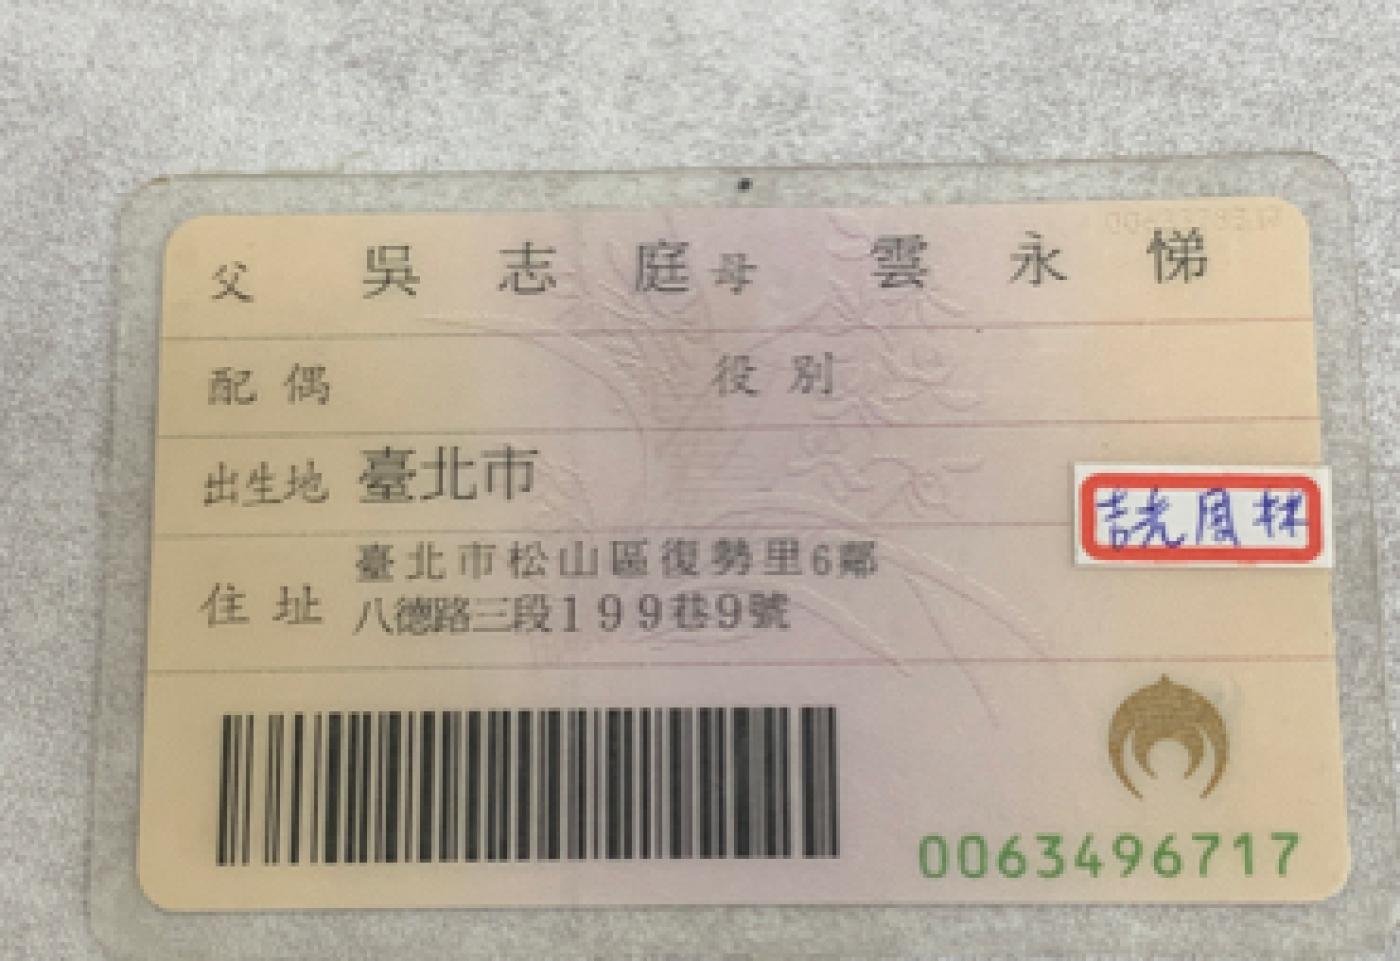 父 吳志庭 母 雲永悌
配偶 役別
出生地 臺北市
住址 臺北市松山區復勢里6鄰
八德路三段199巷9號
0063496717